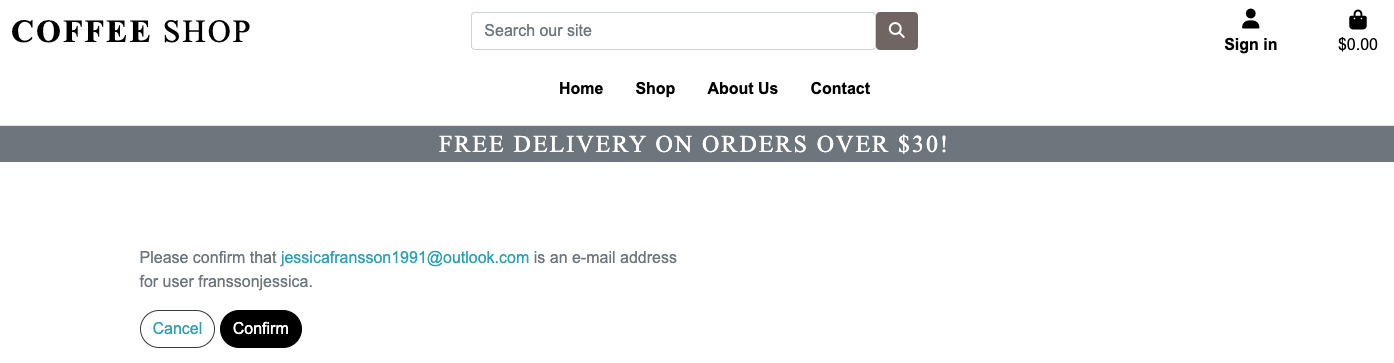 COFFEE SHOP
Search our site
Sign in
$0.00
Home Shop About Us Contact
FREE DELIVERY ON ORDERS OVER $30!
Please confirm that jessicafransson1991@outlook.com is an e-mail address
for user franssonjessica.
Cancel Confirm